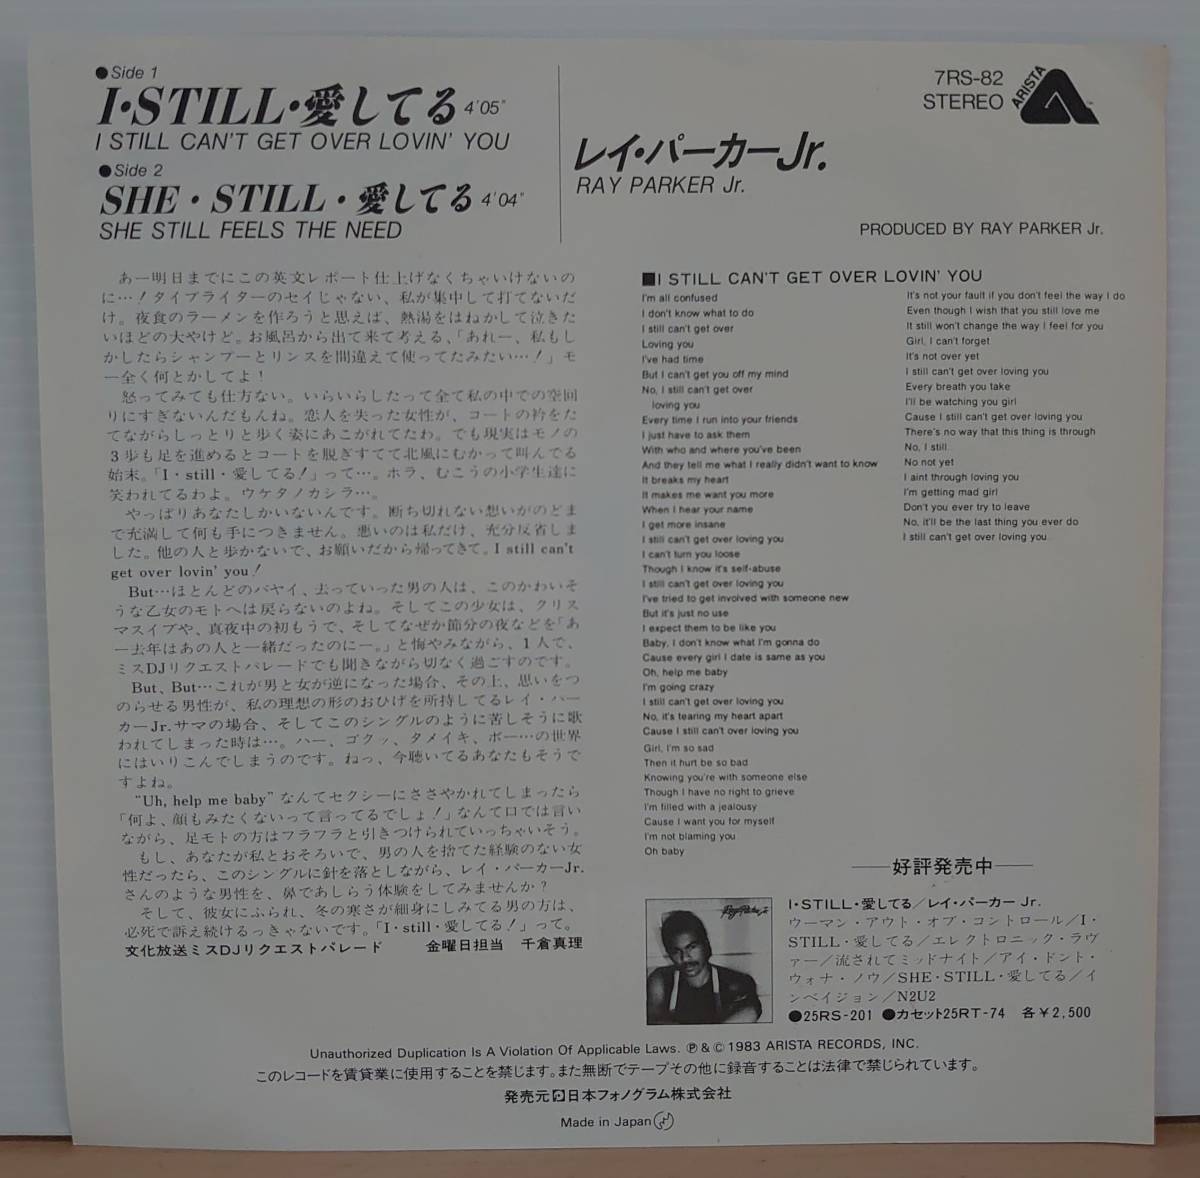 ●Side 1
I・STILL・愛してる 4'05"
I STILL CAN'T GET OVER LOVIN' YOU
●Side 2
SHE・STILL・愛してる 4'04"
SHE STILL FEELS THE NEED
レイ・パーカーJr.
RAY PARKER Jr.
7RS-82
STEREO
ARISTA
PRODUCED BY RAY PARKER Jr.
あー明日までにこの英文レポート仕上げなくちゃいけないの
に…！タイプライターのセイじゃない、私が集中して打てないだ
け。夜食のラーメンを作ろうと思えば、熱湯をはねかして泣きた
いほどの大やけど。お風呂から出て来て考える、「あれー、私もし
かしたらシャンプーとリンスを間違えて使ってたみたい…！」モ
ー全く何とかしてよ！
怒ってみても仕方ない。いらいらしたって全て私の中での空回
りにすぎないんだもんね。恋人を失った女性が、コートの衿をた
てながらしっとりと歩く姿にあこがれてたわ。でも現実はモノの
3歩も足を進めるとコートを脱ぎすてて北風にむかって叫んでる
始末。「I・still・愛してる！」って…。ホラ、むこうの小学生達に
笑われてるわよ。ウケタノカシラ…。
やっぱりあなたしかいないんです。断ち切れない想いがのどま
で充満して何も手につきません。悪いのは私だけ、充分反省しま
した。他の人と歩かないで、お願いだから帰ってきて。I still can't
get over lovin' you！
But…ほとんどのバヤイ、去っていった男の人は、このかわいそ
うな乙女のモトへは戻らないのよね。そしてこの少女は、クリス
マスイブや、真夜中の初もうで、そしてなぜか節分の夜などを「あ
ー去年はあの人と一緒だったのにー。」と悔やみながら、1人で、
ミスDJリクエストパレードでも聞きながら切なく過ごすのです。
But, But…これが男と女が逆になった場合、その上、思いをつ
のらせる男性が、私の理想の形のおひげを所持してるレイ・パー
カーJr.サマの場合、そしてこのシングルのように苦しそうに歌
われてしまった時は…。ハー、ゴクッ、タメイキ、ボー…の世界
にはいりこんでしまうのです。ねっ、今聴いてるあなたもそうで
すよね。
"Uh, help me baby" なんてセクシーにささやかれてしまったら
「何よ、顔もみたくないって言ってるでしょ！」なんて口では言い
ながら、足モトの方はフラフラと引きつけられていっちゃいそう。
もし、あなたが私とおそろいで、男の人を捨てた経験のない女
性だったら、このシングルに針を落としながら、レイ・パーカーJr.
さんのような男性を、鼻であしらう体験をしてみませんか？
そして、彼女にふられ、冬の寒さが細身にしみてる男の方は、
必死で訴え続けるっきゃないです。「I・still・愛してる！」って。
文化放送ミスDJリクエストパレード　金曜日担当　千倉真理
■I STILL CAN'T GET OVER LOVIN' YOU
I'm all confused
I don't know what to do
I still can't get over
Loving you
I've had time
But I can't get you off my mind
No, I still can't get over
loving you
Every time I run into your friends
I just have to ask them
With who and where you've been
And they tell me what I really didn't want to know
It breaks my heart
It makes me want you more
When I hear your name
I get more insane
I still can't get over loving you
I can't turn you loose
Though I know it's self-abuse
I still can't get over loving you
I've tried to get involved with someone new
But it's just no use
I expect them to be like you
Baby, I don't know what I'm gonna do
Cause every girl I date is same as you
Oh, help me baby
I'm going crazy
I still can't get over loving you
No, it's tearing my heart apart
Cause I still can't over loving you
Girl, I'm so sad
Then it hurt be so bad
Knowing you're with someone else
Though I have no right to grieve
I'm filled with a jealousy
Cause I want you for myself
I'm not blaming you
Oh baby
It's not your fault if you don't feel the way I do
Even though I wish that you still love me
It still won't change the way I feel for you
Girl, I can't forget
It's not over yet
I still can't get over loving you
Every breath you take
I'll be watching you girl
Cause I still can't get over loving you
There's no way that this thing is through
No, I still
No not yet
I aint through loving you
I'm getting mad girl
Don't you ever try to leave
No, it'll be the last thing you ever do
I still can't get over loving you
——好評発売中——
Ray Parker Jr.
I・STILL・愛してる／レイ・パーカー Jr.
ウーマン・アウト・オブ・コントロール／I・
STILL・愛してる／エレクトロニック・ラヴ
ァー／流されてミッドナイト／アイ・ドント・
ウォナ・ノウ／SHE・STILL・愛してる／イ
ンベイジョン／N2U2
●25RS-201 ●カセット25RT-74 各￥2,500
Unauthorized Duplication Is A Violation Of Applicable Laws. Ⓟ & © 1983 ARISTA RECORDS, INC.
このレコードを賃貸業に使用することを禁じます。また無断でテープその他に録音することは法律で禁じられています。
発売元 日本フォノグラム株式会社
Made in Japan